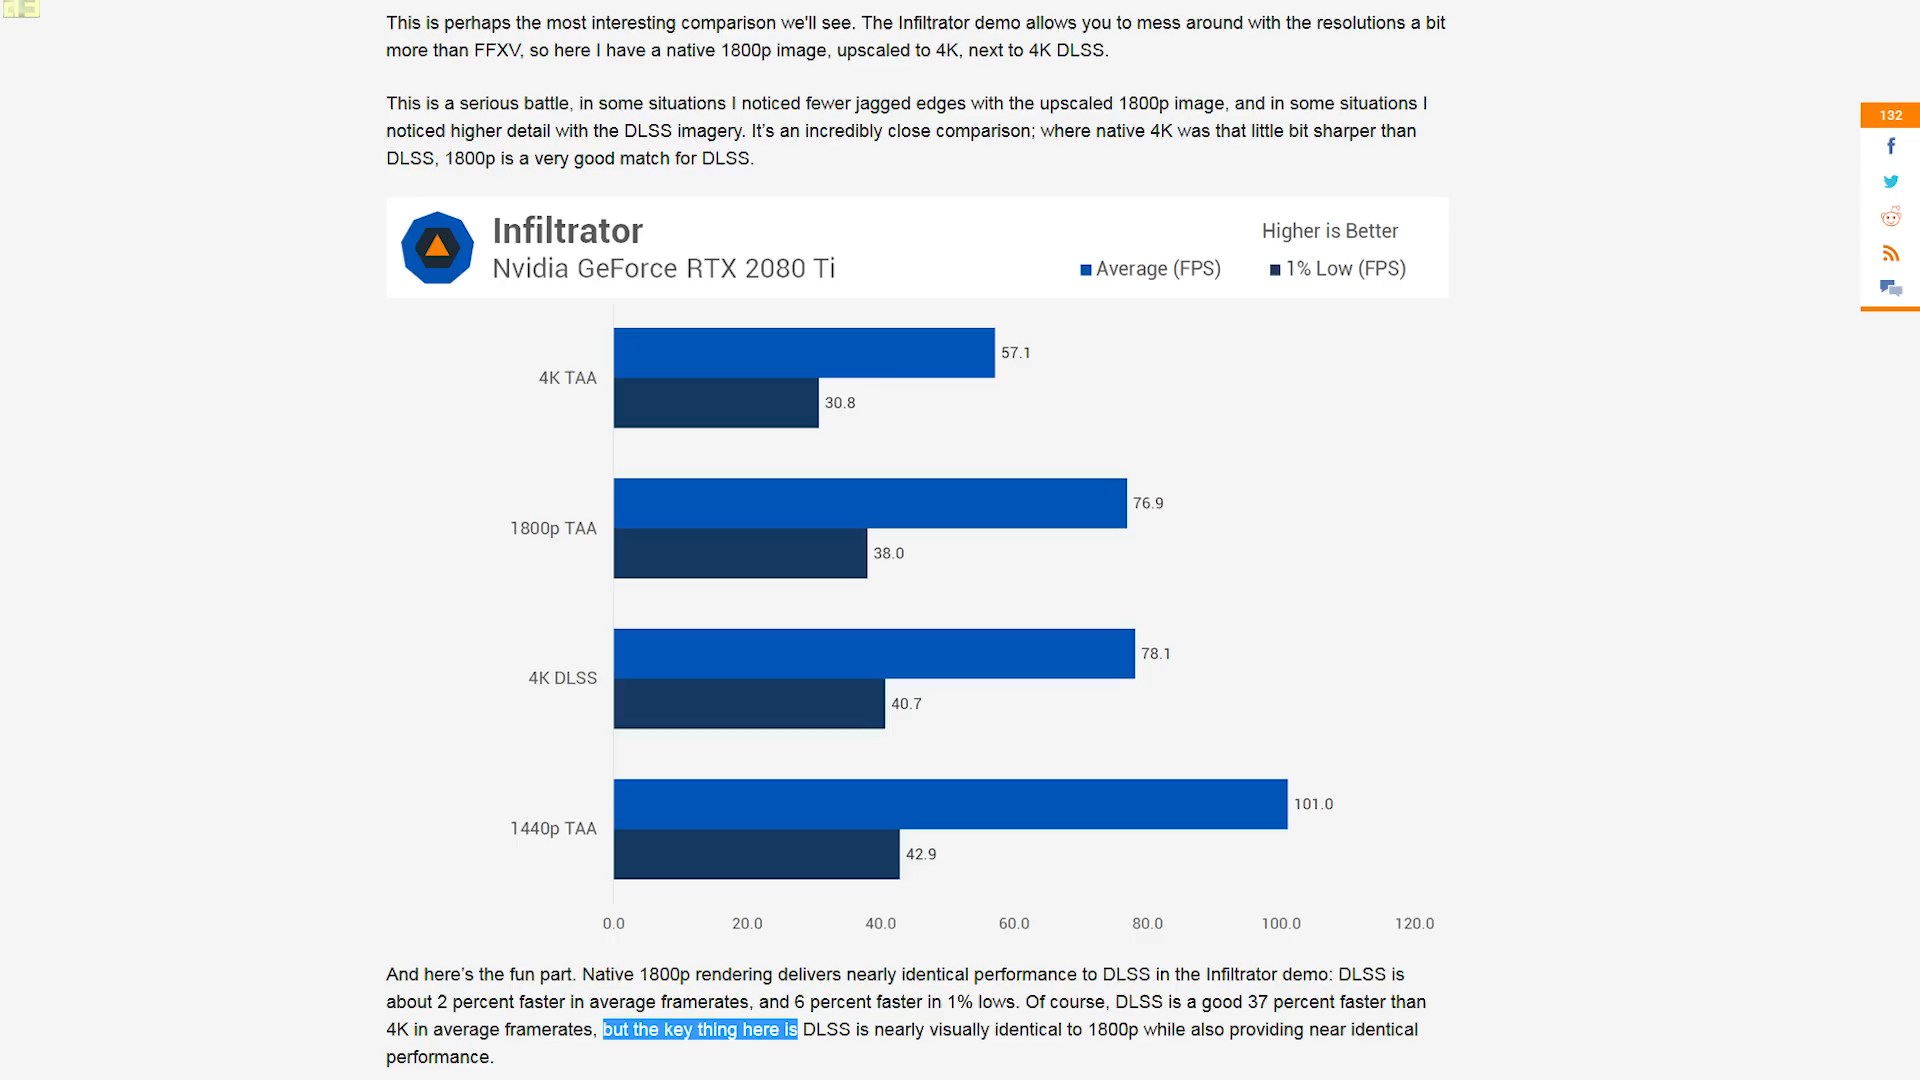 This is perhaps the most interesting comparison we'll see. The Infiltrator demo allows you to mess around with the resolutions a bit
more than FFXV, so here I have a native 1800p image, upscaled to 4K, next to 4K DLSS.
This is a serious battle, in some situations I noticed fewer jagged edges with the upscaled 1800p image, and in some situations I
noticed higher detail with the DLSS imagery. It’s an incredibly close comparison; where native 4K was that little bit sharper than
DLSS, 1800p is a very good match for DLSS.
132
Infiltrator
Nvidia GeForce RTX 2080 Ti
Higher is Better
Average (FPS)
1% Low (FPS)
4K TAA
57.1
30.8
1800p TAA
76.9
38.0
4K DLSS
78.1
40.7
1440p TAA
101.0
42.9
0.0 20.0 40.0 60.0 80.0 100.0 120.0
And here’s the fun part. Native 1800p rendering delivers nearly identical performance to DLSS in the Infiltrator demo: DLSS is
about 2 percent faster in average framerates, and 6 percent faster in 1% lows. Of course, DLSS is a good 37 percent faster than
4K in average framerates, but the key thing here is DLSS is nearly visually identical to 1800p while also providing near identical
performance.